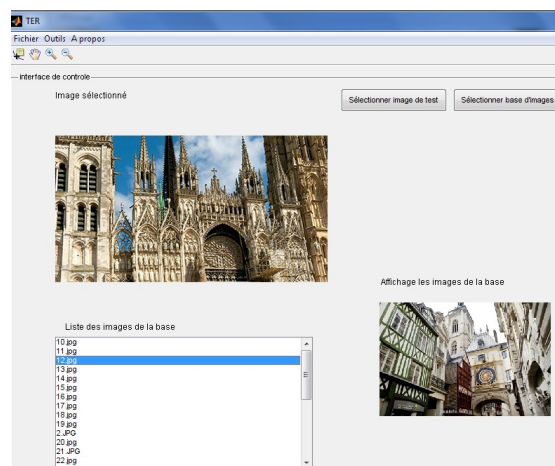 TER
Fichier Outils A propos
interface de controle
Image sélectionné
Sélectionner image de test
Sélectionner base d'images
Affichage les images de la base
Liste des images de la base
10.jpg
11.jpg
12.jpg
13.jpg
14.jpg
15.jpg
16.jpg
17.jpg
18.jpg
19.jpg
2.JPG
20.jpg
21.JPG
22.jpg